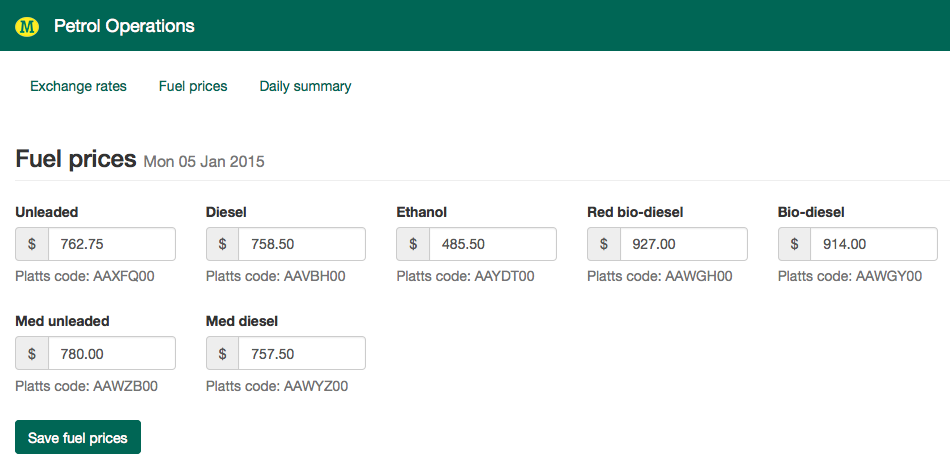 M Petrol Operations
Exchange rates Fuel prices Daily summary
Fuel prices Mon 05 Jan 2015
Unleaded Diesel Ethanol Red bio-diesel Bio-diesel
$ 762.75 $ 758.50 $ 485.50 $ 927.00 $ 914.00
Platts code: AAXFQ00 Platts code: AAVBH00 Platts code: AAYDT00 Platts code: AAWGH00 Platts code: AAWGY00
Med unleaded Med diesel
$ 780.00 $ 757.50
Platts code: AAWZB00 Platts code: AAWYZ00
Save fuel prices